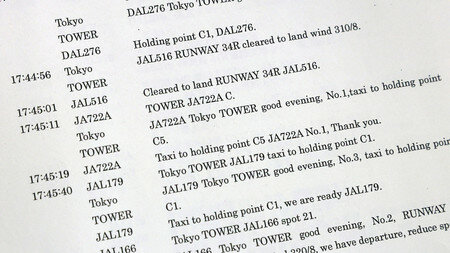 Tokyo DAL276 Tokyo TOWER
TOWER
DAL276 Holding point C1, DAL276.
17:44:56 Tokyo JAL516 RUNWAY 34R cleared to land wind 310/8.
TOWER
17:45:01 JAL516 Cleared to land RUNWAY 34R JAL516.
17:45:11 JA722A TOWER JA722A C.
Tokyo JA722A Tokyo TOWER good evening, No.1,taxi to holding point
TOWER C5.
17:45:19 JA722A Taxi to holding point C5 JA722A No.1, Thank you.
17:45:40 JAL179 Tokyo TOWER JAL179 taxi to holding point C1.
Tokyo JAL179 Tokyo TOWER good evening, No.3, taxi to holding point
TOWER C1.
JAL179 Taxi to holding point C1, we are ready JAL179.
JAL166 Tokyo TOWER JAL166 spot 21.
JAL166 Tokyo TOWER good evening, No.2, RUNWAY
we have departure, reduce